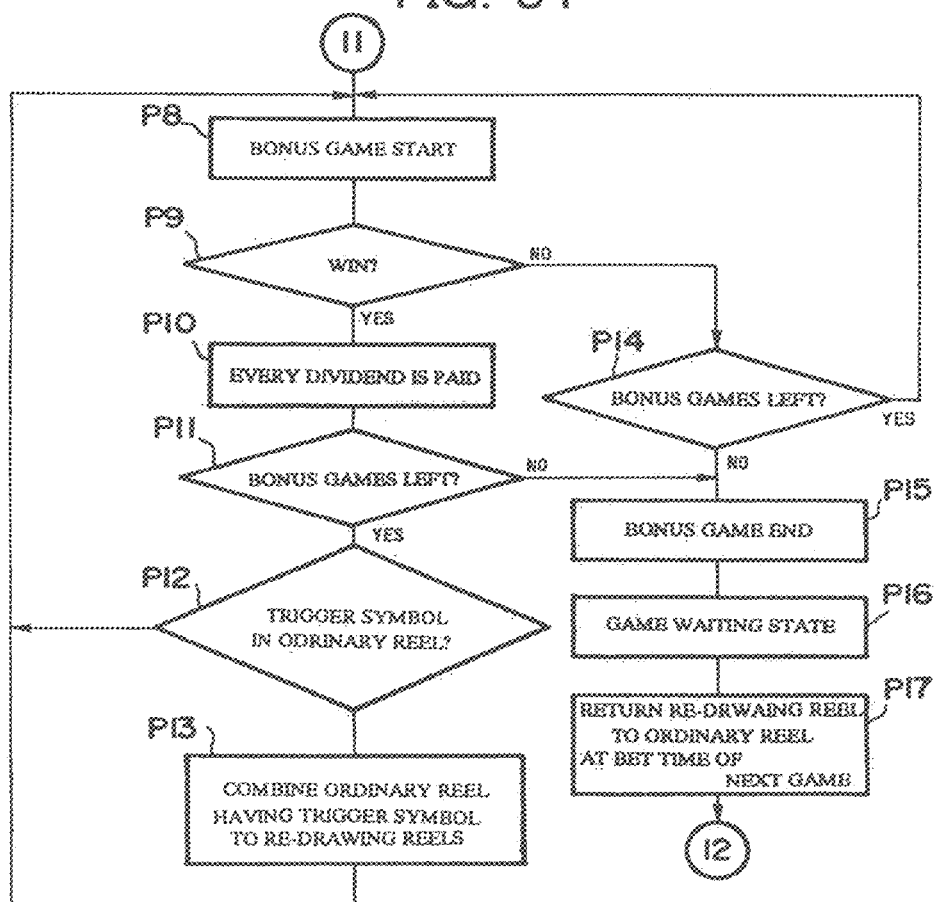 11
P8
BONUS GAME START
P9
WIN?
NO
YES
P10
EVERY DIVIDEND IS PAID
P14
BONUS GAMES LEFT?
YES
NO
P11
BONUS GAMES LEFT?
NO
YES
P15
BONUS GAME END
P12
TRIGGER SYMBOL
IN ODRINARY REEL?
P16
GAME WAITING STATE
P17
RETURN RE-DRWAING REEL
TO ORDINARY REEL
AT BET TIME OF
NEXT GAME
P13
COMBINE ORDINARY REEL
HAVING TRIGGER SYMBOL
TO RE-DRAWING REELS
12